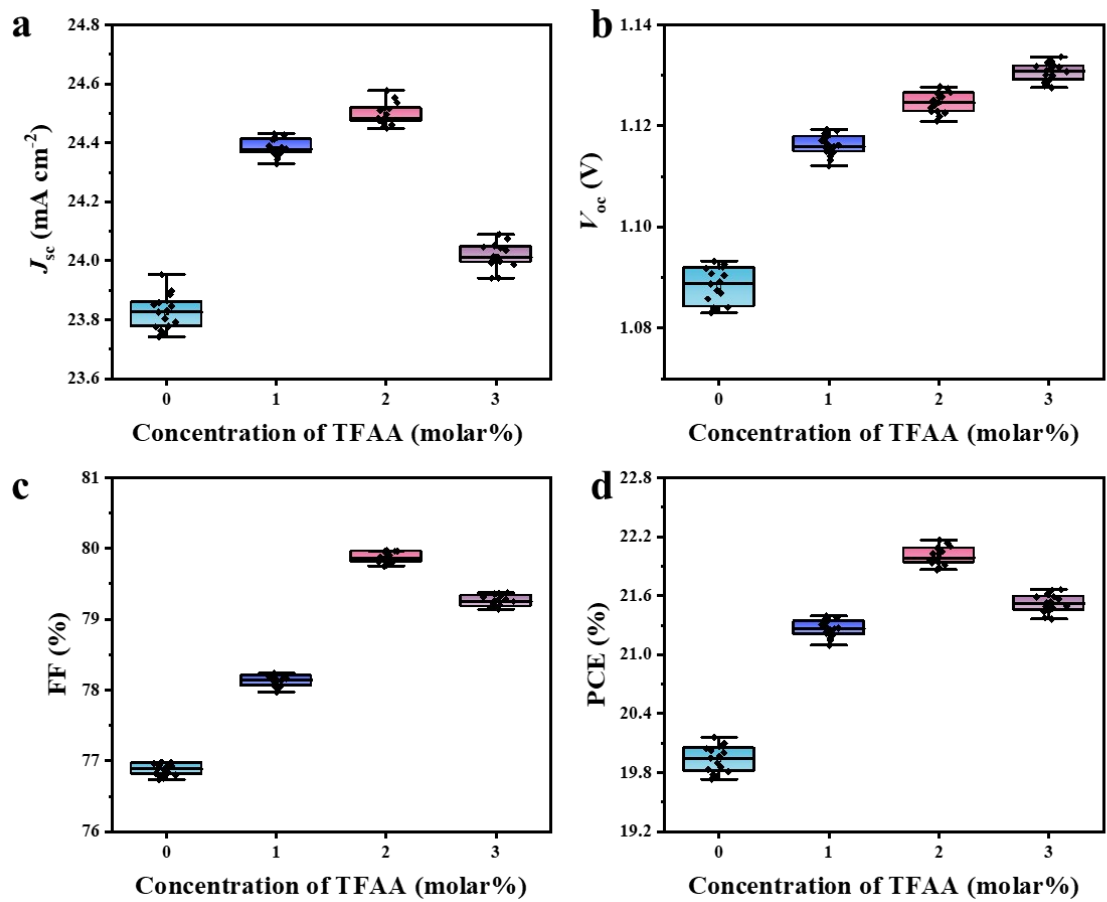 a
24.8
24.6
24.4
24.2
24.0
23.8
23.6
Jsc (mA cm⁻²)
0 1 2 3
Concentration of TFAA (molar%)
b
1.14
1.12
1.10
1.08
Voc (V)
0 1 2 3
Concentration of TFAA (molar%)
c
81
80
79
78
77
76
FF (%)
0 1 2 3
Concentration of TFAA (molar%)
d
22.8
22.2
21.6
21.0
20.4
19.8
19.2
PCE (%)
0 1 2 3
Concentration of TFAA (molar%)